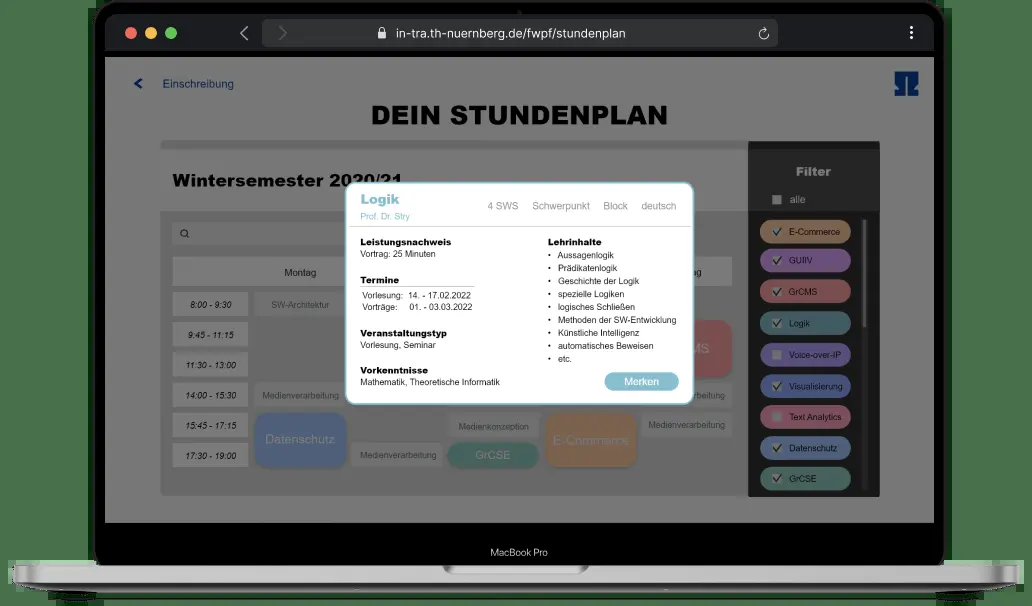 in-tra.th-nuernberg.de/fwpf/stundenplan
Einschreibung
DEIN STUNDENPLAN
Wintersemester 2020/21
Logik
Prof. Dr. Stry
4 SWS Schwerpunkt Block deutsch
Leistungsnachweis
Vortrag: 25 Minuten
Termine
Vorlesung: 14. - 17.02.2022
Vorträge: 01. - 03.03.2022
Veranstaltungstyp
Vorlesung, Seminar
Vorkenntnisse
Mathematik, Theoretische Informatik
Lehrinhalte
• Aussagenlogik
• Prädikatenlogik
• Geschichte der Logik
• spezielle Logiken
• logisches Schließen
• Methoden der SW-Entwicklung
• Künstliche Intelligenz
• automatisches Beweisen
• etc.
Merken
Montag
8:00 - 9:30 SW-Architektur
9:45 - 11:15
11:30 - 13:00
14:00 - 15:30 Medienverarbeitung
15:45 - 17:15
17:30 - 19:00
Datenschutz
Medienverarbeitung
Medienkonzeption
GrCSE
E-Commerce
Medienverarbeitung
Filter
alle
E-Commerce
GUIIV
GrCMS
Logik
Voice-over-IP
Visualisierung
Text Analytics
Datenschutz
GrCSE
MacBook Pro